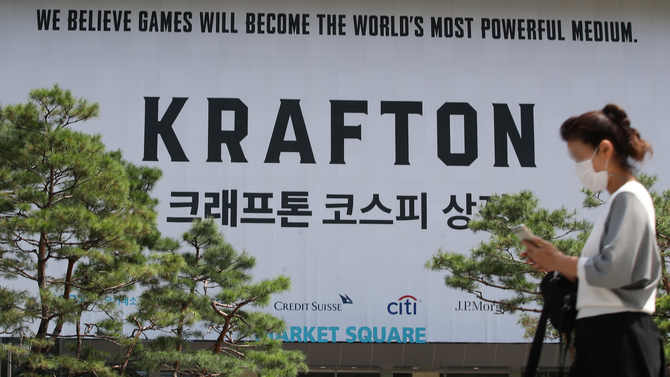 WE BELIEVE GAMES WILL BECOME THE WORLD'S MOST POWERFUL MEDIUM.
KRAFTON
크래프톤 코스피
CREDIT SUISSE citi J.P.Morgan
MARKET SQUARE